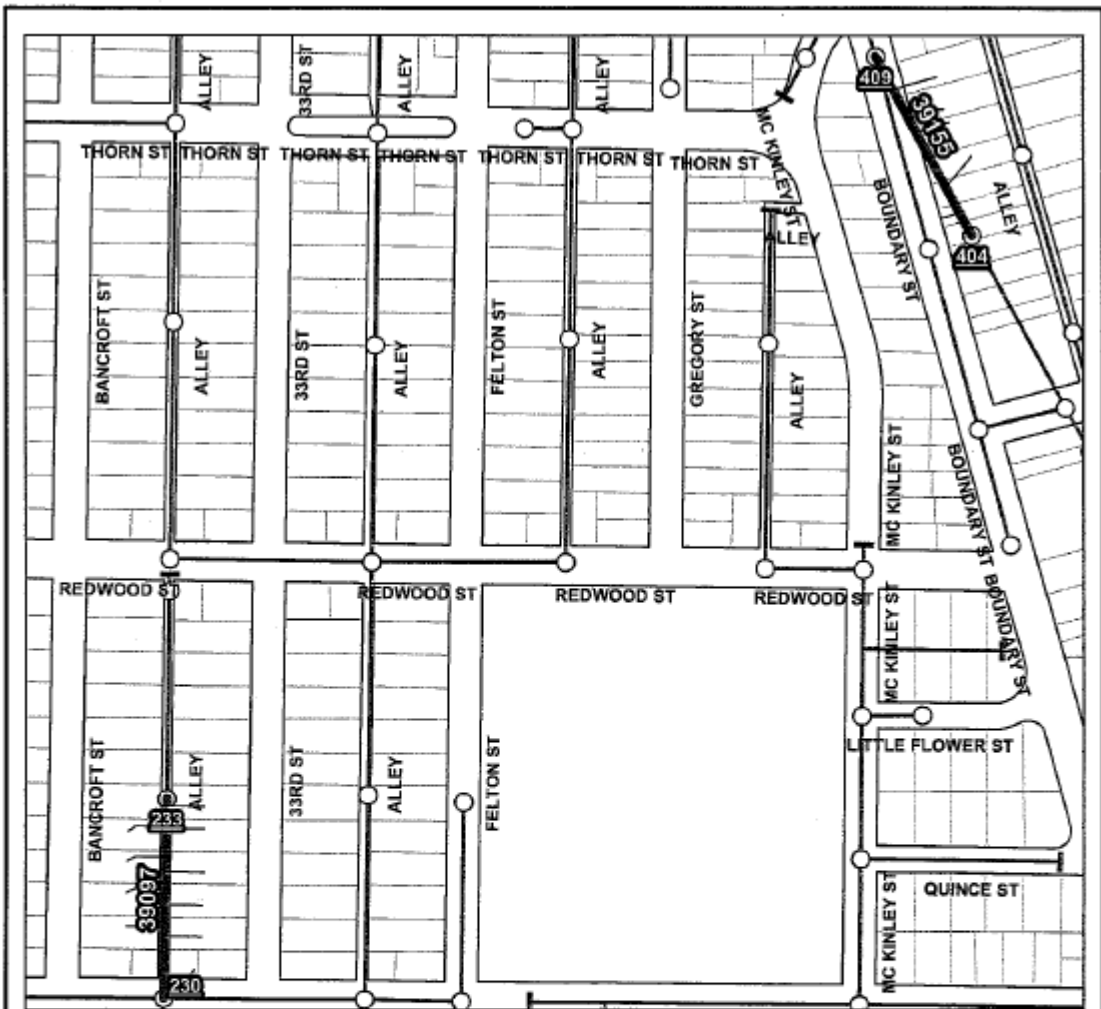 ALLEY
33RD ST
ALLEY
ALLEY
409
39155
THORN ST
THORN ST
THORN ST
THORN ST
THORN ST
THORN ST
THORN ST
MC KINLEY ST
ALLEY
BOUNDARY ST
ALLEY
404
BANCROFT ST
ALLEY
33RD ST
ALLEY
FELTON ST
ALLEY
GREGORY ST
ALLEY
MC KINLEY ST
BOUNDARY ST
REDWOOD ST
REDWOOD ST
REDWOOD ST
REDWOOD ST
MC KINLEY ST
BOUNDARY ST
LITTLE FLOWER ST
BANCROFT ST
ALLEY
33RD ST
ALLEY
FELTON ST
233
39097
230
QUINCE ST
MC KINLEY ST